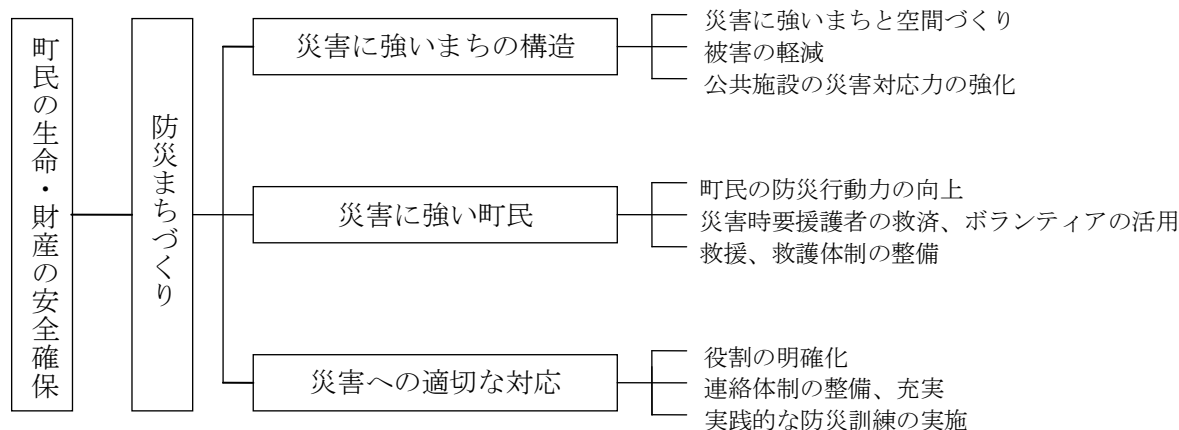 町民の生命・財産の安全確保
防災まちづくり
災害に強いまちの構造
災害に強いまちと空間づくり
被害の軽減
公共施設の災害対応力の強化
災害に強い町民
町民の防災行動力の向上
災害時要援護者の救済、ボランティアの活用
救援、救護体制の整備
災害への適切な対応
役割の明確化
連絡体制の整備、充実
実践的な防災訓練の実施